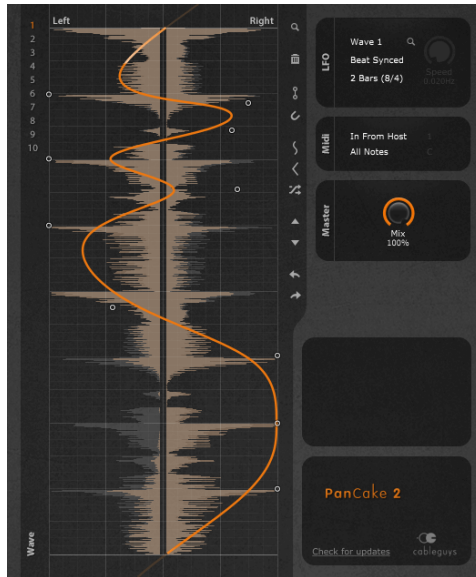 Left
Right
1
2
3
4
5
6
7
8
9
10
Wave
LFO
Wave 1
Beat Synced
2 Bars (8/4)
Speed
0.020Hz
Midi
In From Host
All Notes
C
Master
Mix
100%
PanCake 2
Check for updates
cableguys